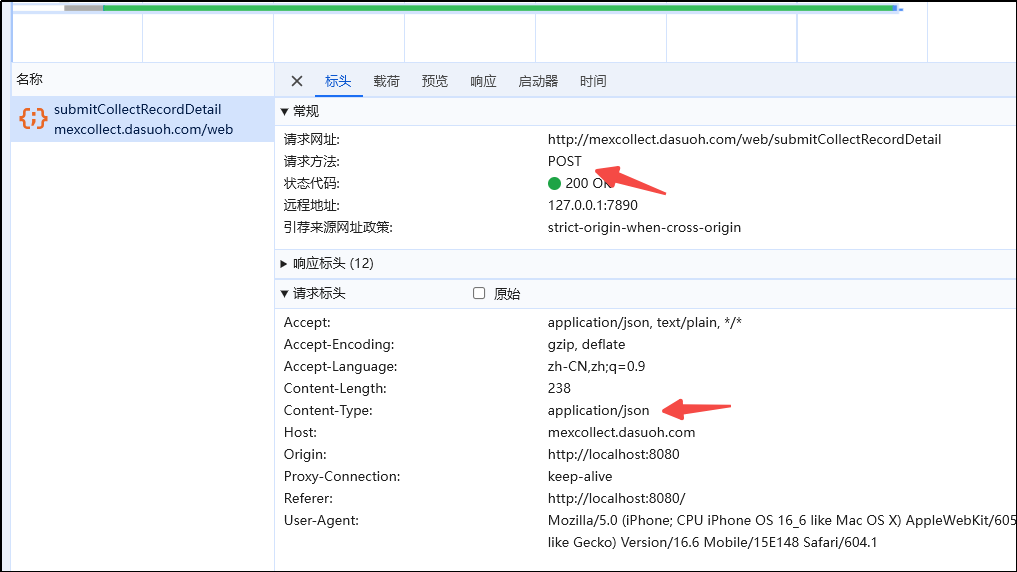 名称
submitCollectRecordDetail
mexcollect.dasuoh.com/web
标头 载荷 预览 响应 启动器 时间
常规
请求网址: http://mexcollect.dasuoh.com/web/submitCollectRecordDetail
请求方法: POST
状态代码: 200 OK
远程地址: 127.0.0.1:7890
引荐来源网址政策: strict-origin-when-cross-origin
响应标头 (12)
请求标头 原始
Accept: application/json, text/plain, */*
Accept-Encoding: gzip, deflate
Accept-Language: zh-CN,zh;q=0.9
Content-Length: 238
Content-Type: application/json
Host: mexcollect.dasuoh.com
Origin: http://localhost:8080
Proxy-Connection: keep-alive
Referer: http://localhost:8080/
User-Agent: Mozilla/5.0 (iPhone; CPU iPhone OS 16_6 like Mac OS X) AppleWebKit/605
like Gecko) Version/16.6 Mobile/15E148 Safari/604.1